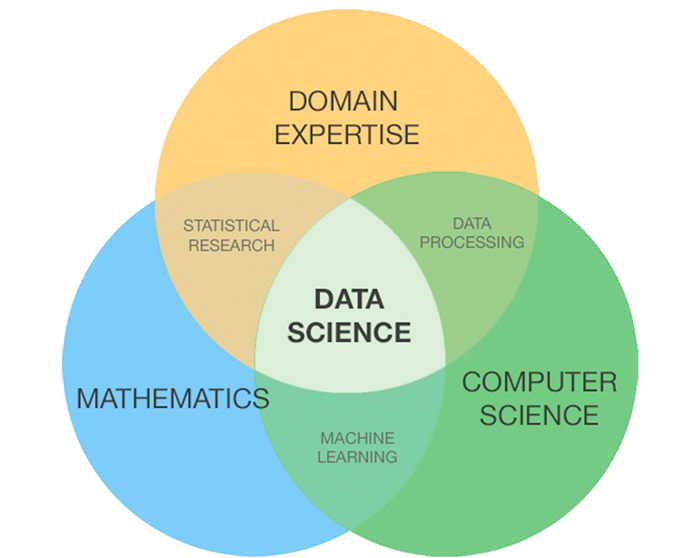 DOMAIN
EXPERTISE
STATISTICAL
RESEARCH
DATA
PROCESSING
DATA
SCIENCE
MATHEMATICS
COMPUTER
SCIENCE
MACHINE
LEARNING